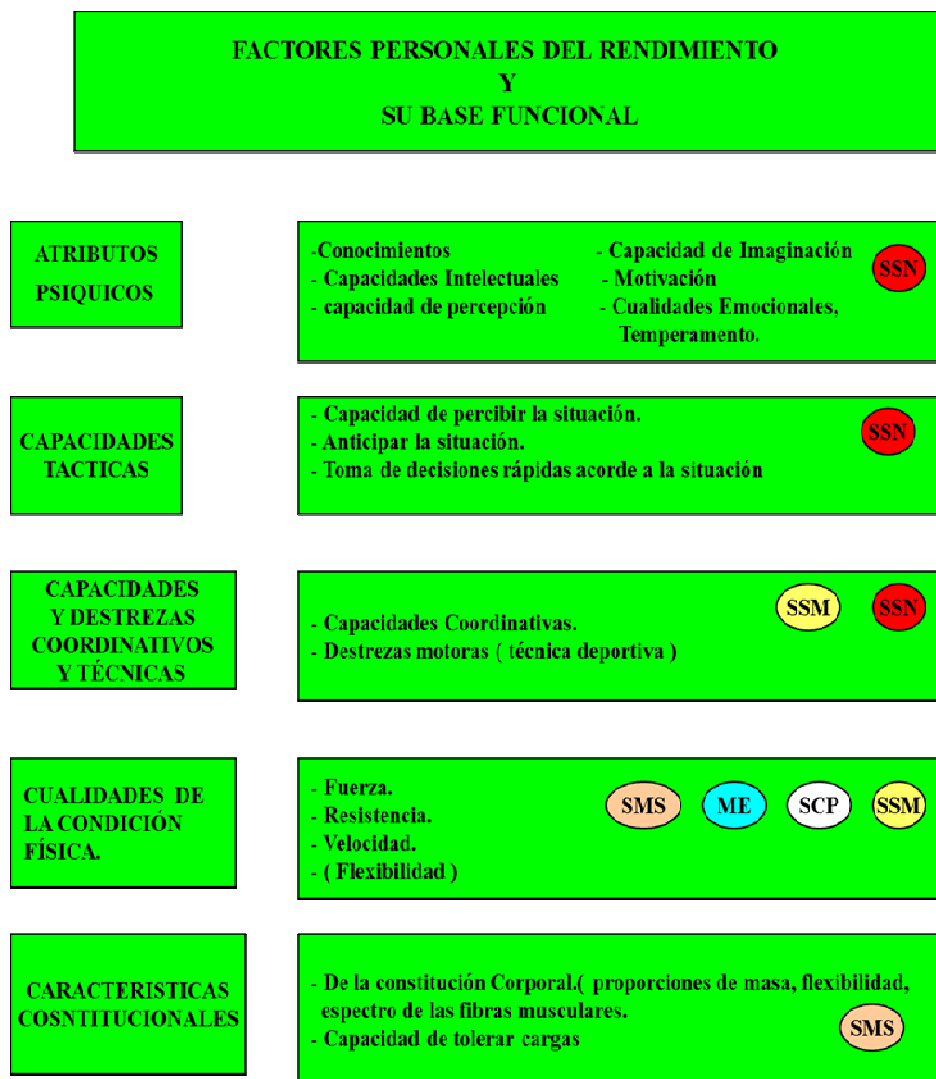 FACTORES PERSONALES DEL RENDIMIENTO
Y
SU BASE FUNCIONAL
ATRIBUTOS
PSIQUICOS
-Conocimientos
- Capacidades Intelectuales
- capacidad de percepción
- Capacidad de Imaginación
- Motivación
- Cualidades Emocionales,
Temperamento.
SSN
CAPACIDADES
TACTICAS
- Capacidad de percibir la situación.
- Anticipar la situación.
- Toma de decisiones rápidas acorde a la situación
SSN
CAPACIDADES
Y DESTREZAS
COORDINATIVOS
Y TÉCNICAS
- Capacidades Coordinativas.
- Destrezas motoras ( técnica deportiva )
SSM
SSN
CUALIDADES DE
LA CONDICIÓN
FÍSICA.
- Fuerza.
- Resistencia.
- Velocidad.
- ( Flexibilidad )
SMS
ME
SCP
SSM
CARACTERISTICAS
COSNTITUCIONALES
- De la constitución Corporal.( proporciones de masa, flexibilidad,
espectro de las fibras musculares.
- Capacidad de tolerar cargas
SMS